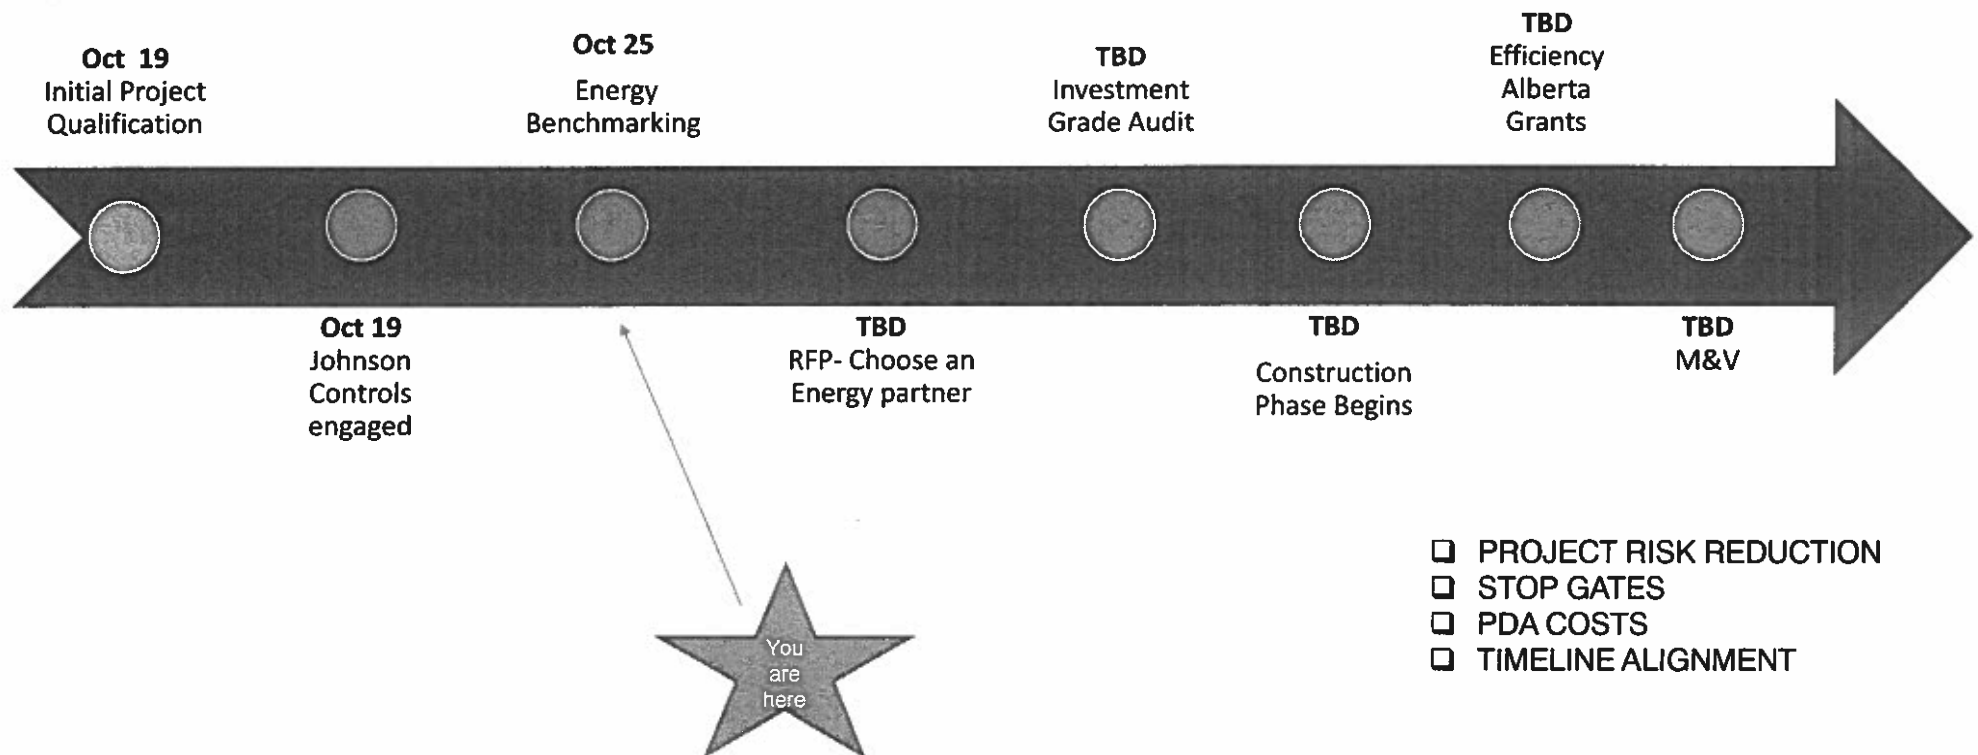 Oct 19
Initial Project
Qualification
Oct 25
Energy
Benchmarking
TBD
Investment
Grade Audit
TBD
Efficiency
Alberta
Grants
Oct 19
Johnson
Controls
engaged
TBD
RFP- Choose an
Energy partner
TBD
Construction
Phase Begins
TBD
M&V
You
are
here
❑ PROJECT RISK REDUCTION
❑ STOP GATES
❑ PDA COSTS
❑ TIMELINE ALIGNMENT